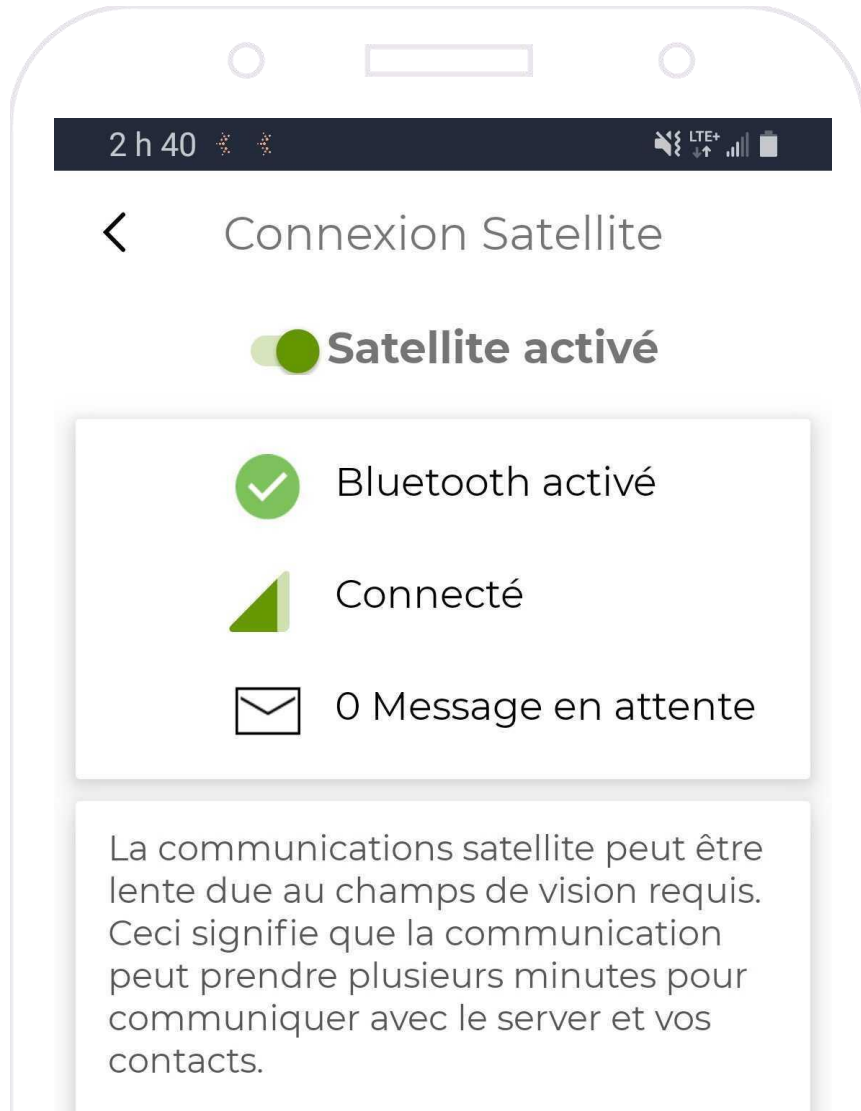 2 h 40
LTE+
Connexion Satellite
Satellite activé
Bluetooth activé
Connecté
0 Message en attente
La communications satellite peut être
lente due au champs de vision requis.
Ceci signifie que la communication
peut prendre plusieurs minutes pour
communiquer avec le server et vos
contacts.